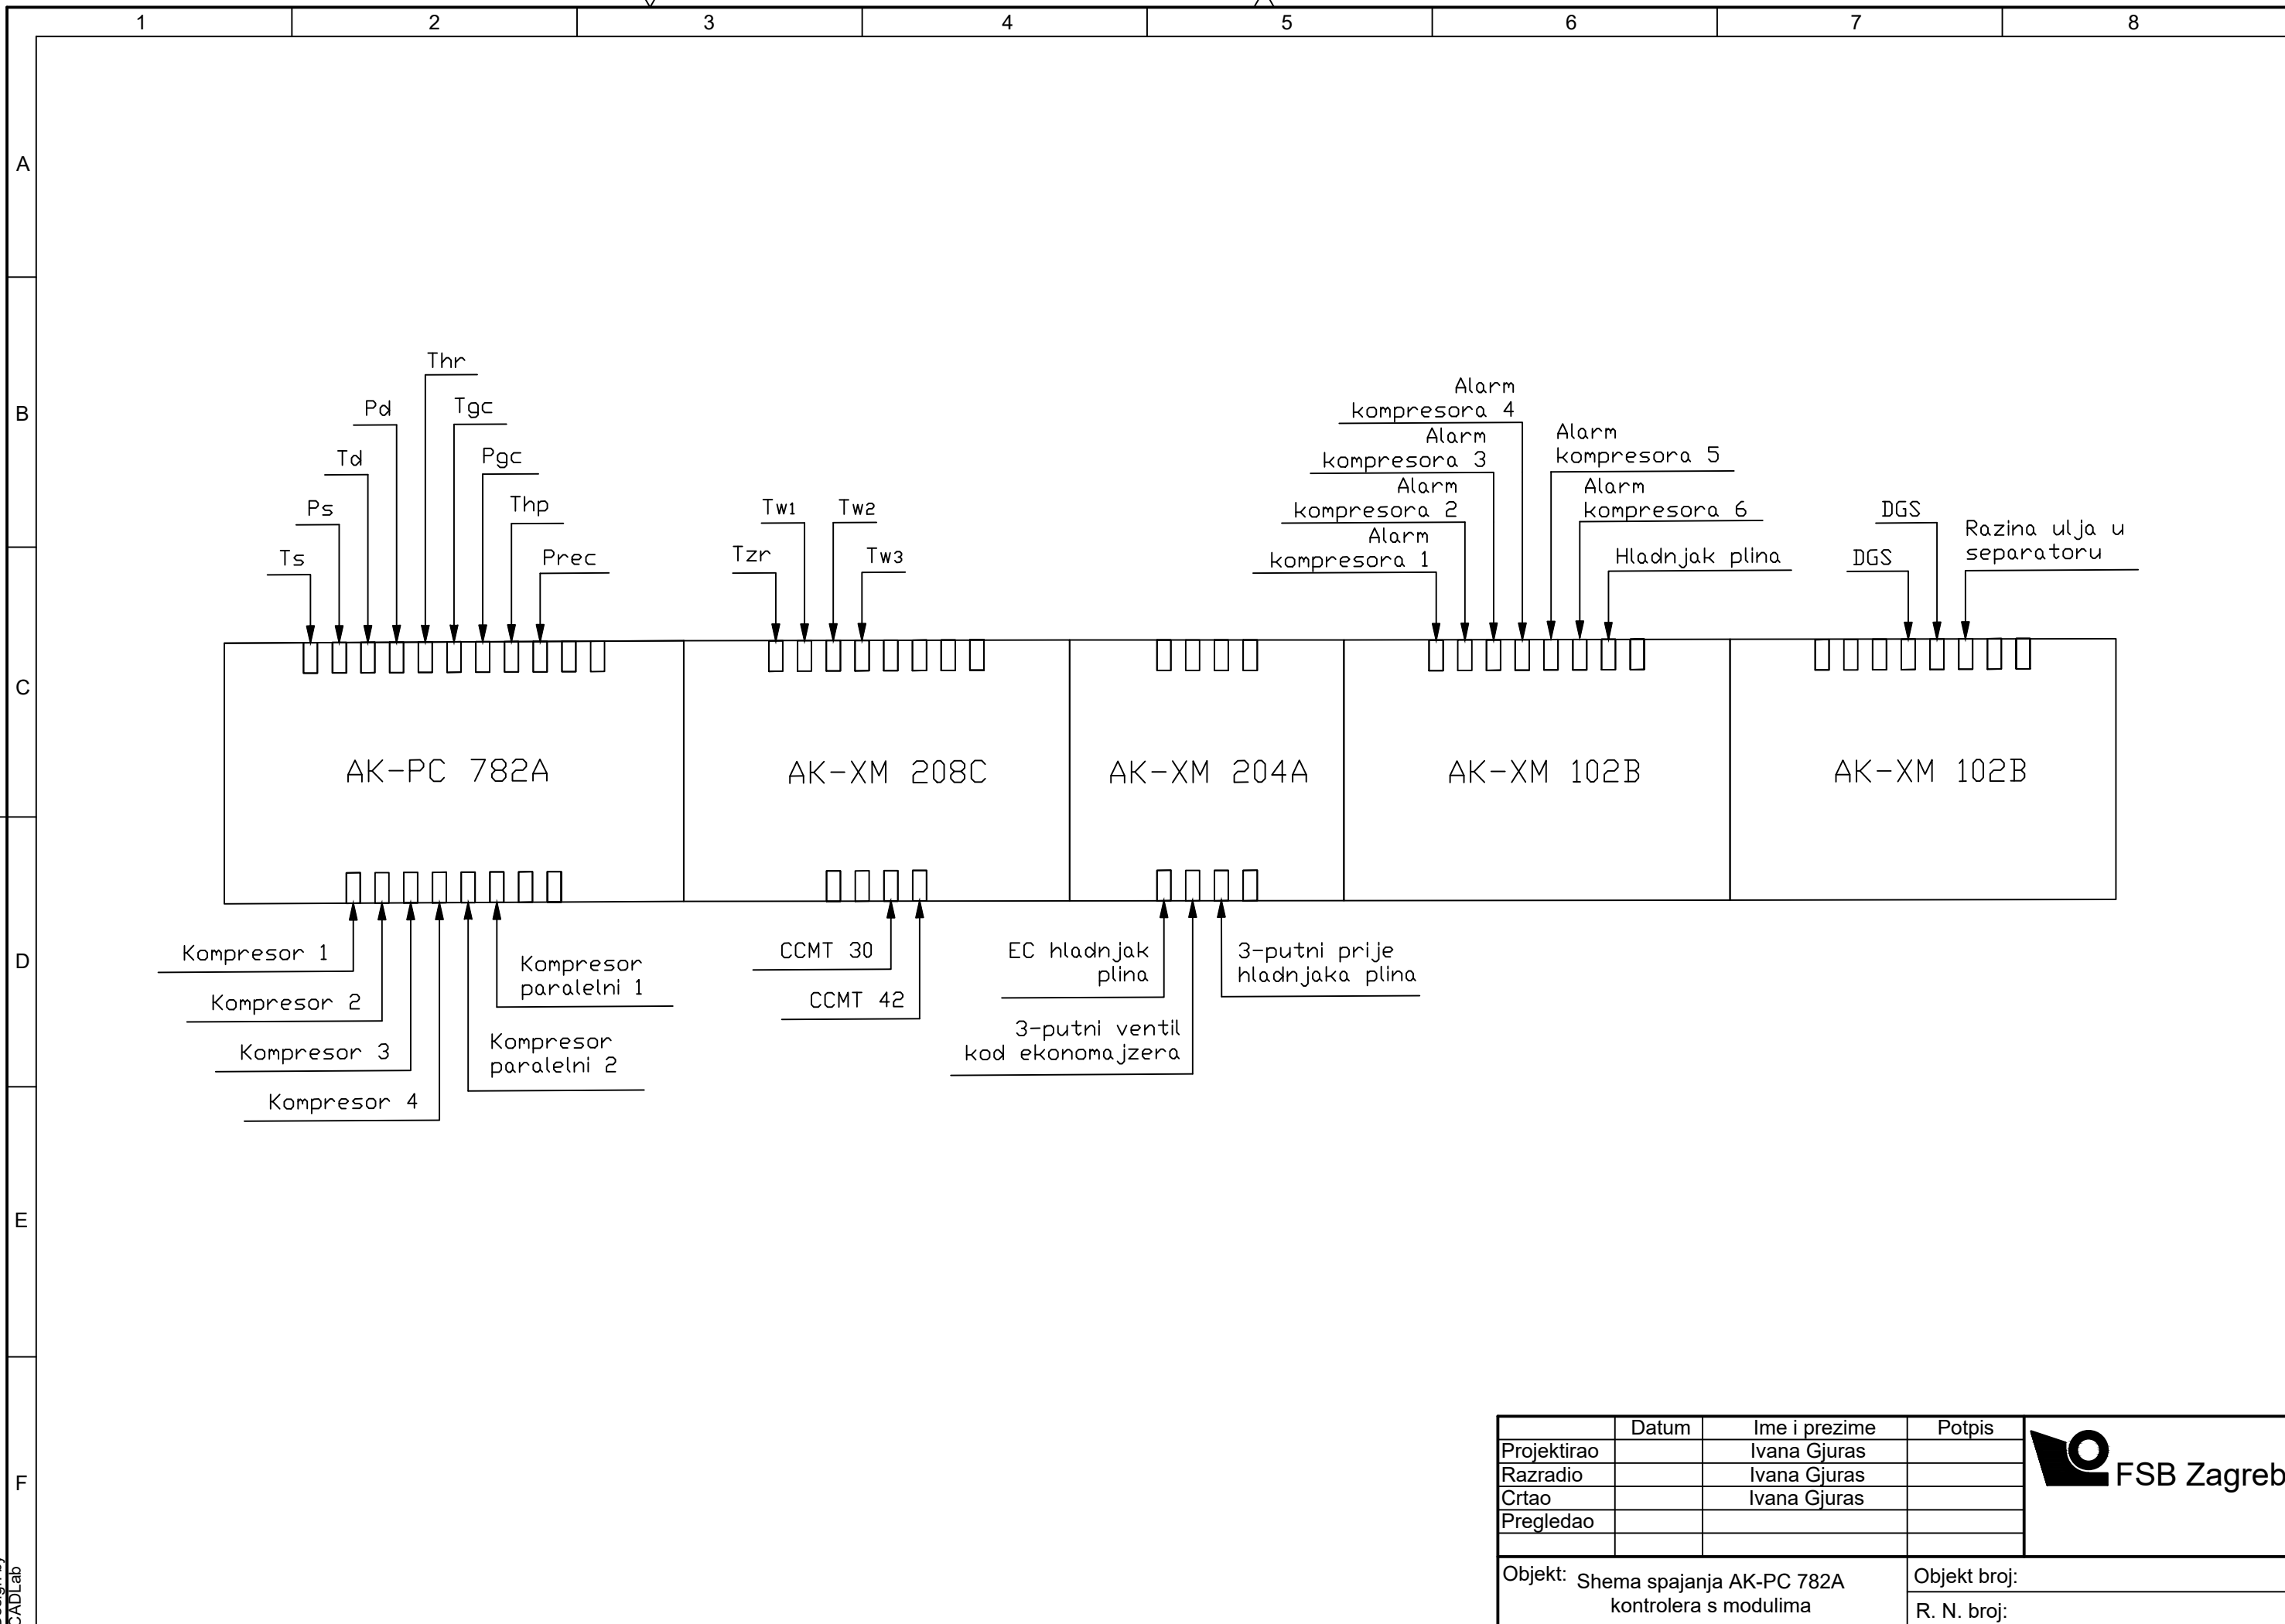 1 2 3 4 5 6 7 8
A
B
C
D
E
F
Thr
Pd
Tgc
Td
Pgc
Ps
Thp
Ts
Prec
Tw1
Tw2
Tzr
Tw3
Alarm
kompresora 4
Alarm
kompresora 3
Alarm
kompresora 2
Alarm
kompresora 1
Alarm
kompresora 5
Alarm
kompresora 6
Hladnjak plina
DGS
DGS
Razina ulja u
separatoru
AK-PC 782A
AK-XM 208C
AK-XM 204A
AK-XM 102B
AK-XM 102B
Kompresor 1
Kompresor 2
Kompresor 3
Kompresor 4
Kompresor
paralelni 1
Kompresor
paralelni 2
CCMT 30
CCMT 42
EC hladnjak
plina
3-putni ventil
kod ekonomajzera
3-putni prije
hladnjaka plina
Datum Ime i prezime Potpis
Projektirao Ivana Gjuras
Razradio Ivana Gjuras
Crtao Ivana Gjuras
Pregledao
FSB Zagreb
Objekt: Shema spajanja AK-PC 782A
kontrolera s modulima
Objekt broj:
R. N. broj:
CADLab